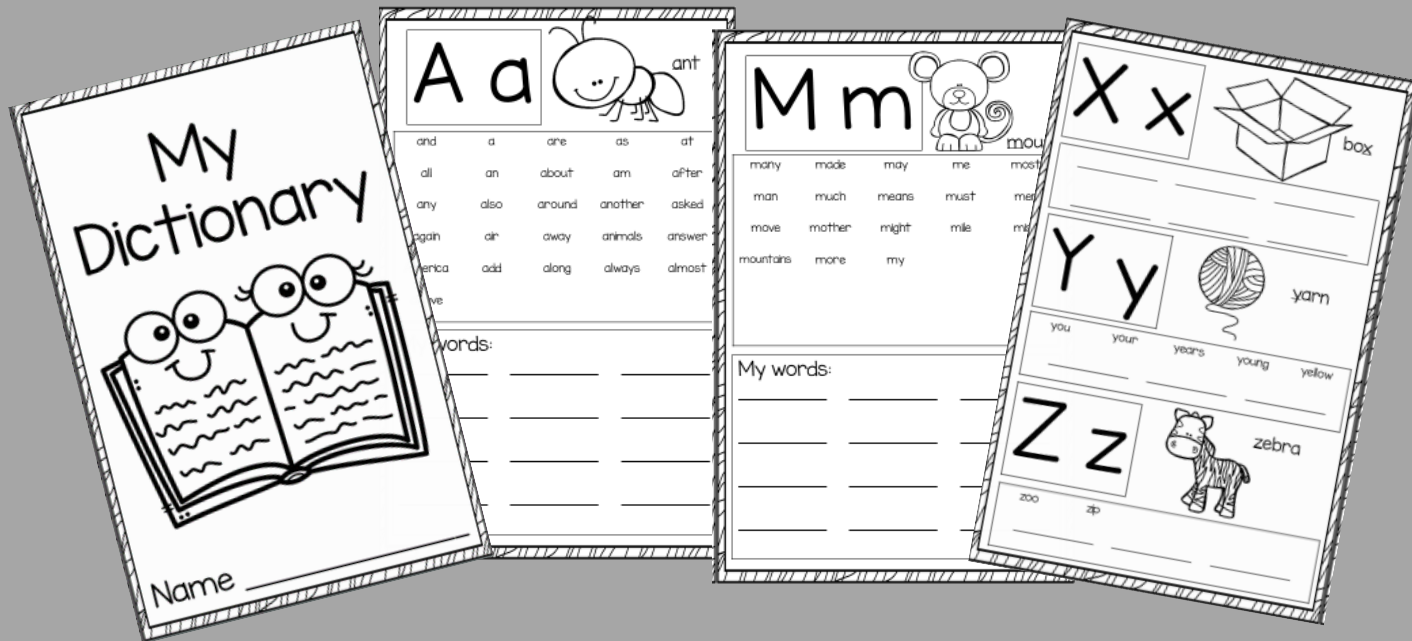 My
Dictionary
Name
A a
ant
and a are as at
all an about am after
any also around another asked
again air away animals answer
add along always almost
words:
M m
many made may me most
man much means must
move mother might mile
mountains more my
My words:
X x
box
Y y
yarn
you your years young yellow
Z z
zebra
zoo zip